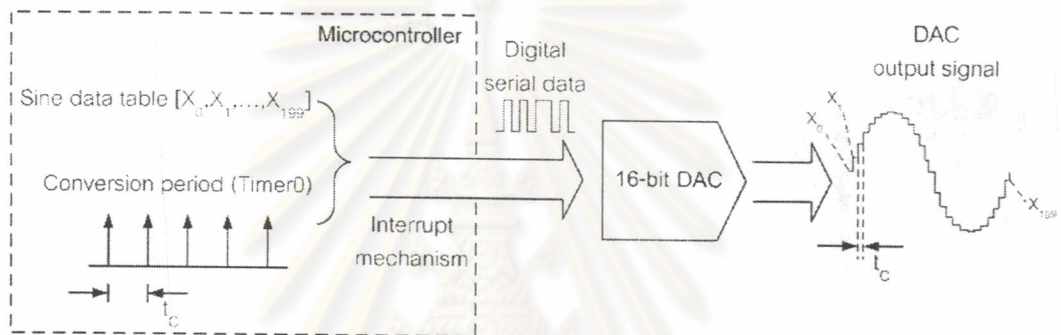 Microcontroller
Sine data table [X0,X1,...,X199]
Conversion period (Timer0)
tC
Interrupt
mechanism
Digital
serial data
16-bit DAC
DAC
output signal
X0
X1
X199
tC